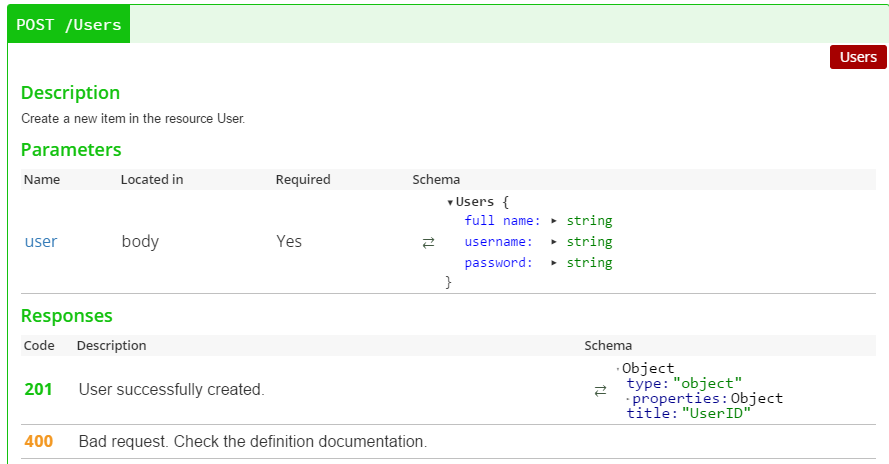 POST /Users
Users
Description
Create a new item in the resource User.
Parameters
Name Located in Required Schema
▾Users {
full name: ▸ string
user body Yes ⇄ username: ▸ string
password: ▸ string
}
Responses
Code Description Schema
Object
201 User successfully created. ⇄ type:"object"
properties:Object
title:"UserID"
400 Bad request. Check the definition documentation.